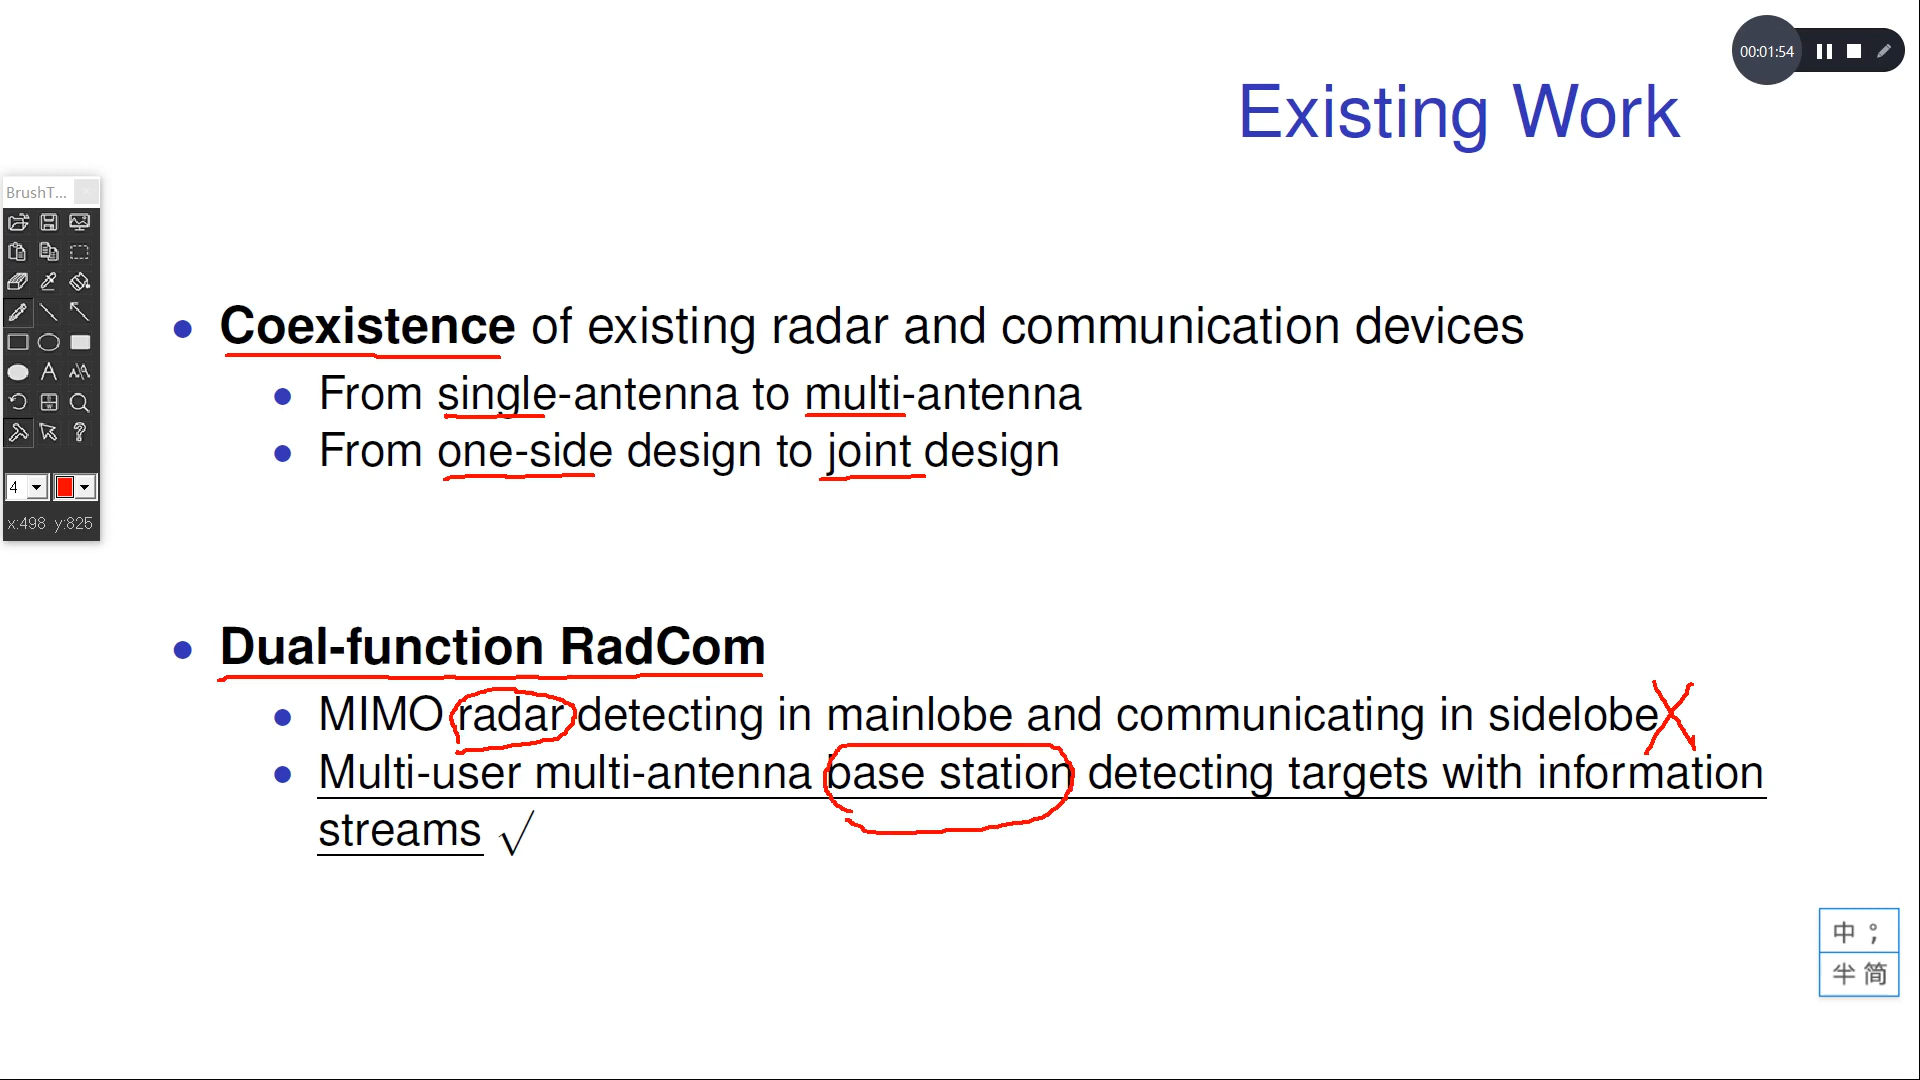 00:01:54
Existing Work
BrushT...
Coexistence of existing radar and communication devices
From single-antenna to multi-antenna
From one-side design to joint design
4
x:498 y:825
Dual-function RadCom
MIMO radar detecting in mainlobe and communicating in sidelobe
Multi-user multi-antenna base station detecting targets with information
streams √
中 ;
半 简